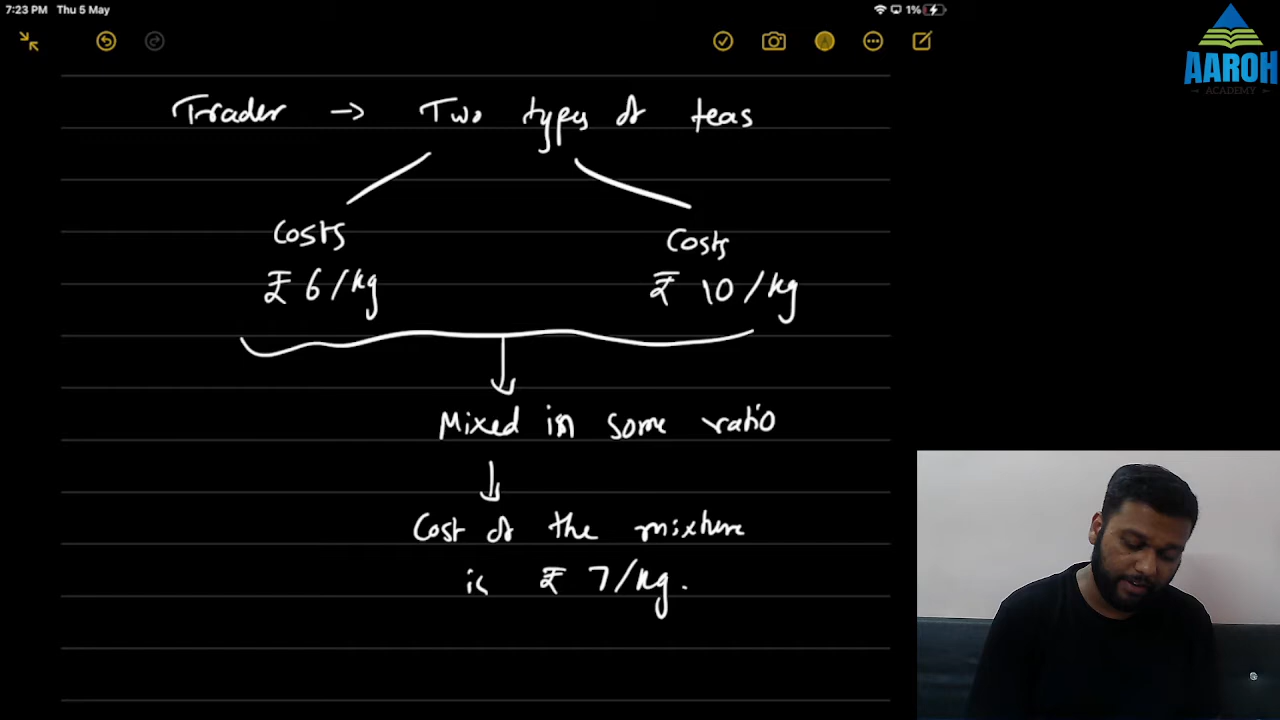 7:23 PM Thu 5 May
1%
AAROH
ACADEMY
Trader → Two types of teas
Costs Costs
₹ 6/kg ₹ 10/kg
Mixed in some ratio
Cost of the mixture
is ₹ 7/kg.